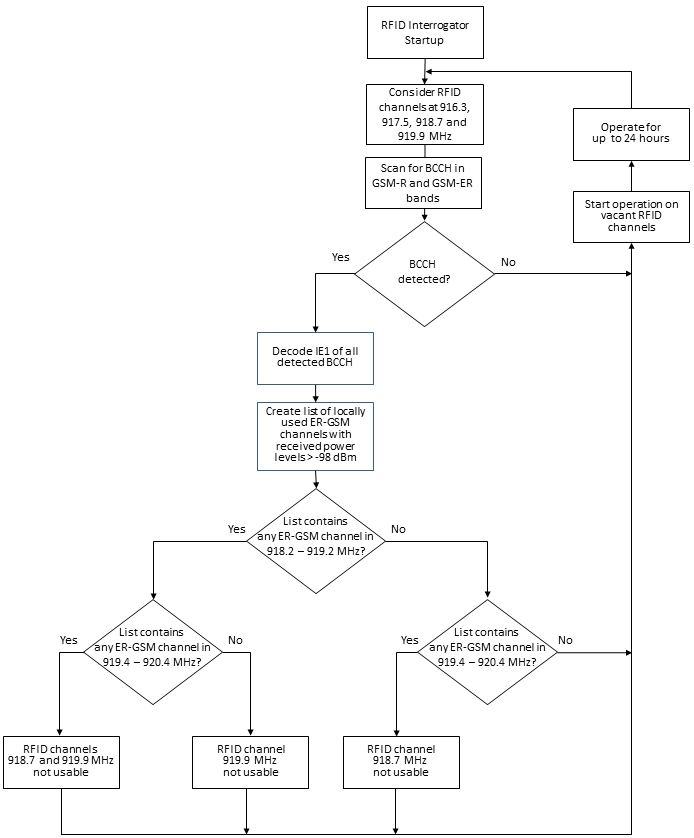 RFID Interrogator
Startup
Consider RFID
channels at 916.3,
917.5, 918.7 and
919.9 MHz
Operate for
up to 24 hours
Scan for BCCH in
GSM-R and GSM-ER
bands
Start operation on
vacant RFID
channels
Yes
BCCH
detected?
No
Decode IE1 of all
detected BCCH
Create list of locally
used ER-GSM
channels with
received power
levels > -98 dBm
Yes
List contains
any ER-GSM channel in
918.2 – 919.2 MHz?
No
Yes
List contains
any ER-GSM channel in
919.4 – 920.4 MHz?
No
Yes
List contains
any ER-GSM channel in
919.4 – 920.4 MHz?
No
RFID channels
918.7 and 919.9 MHz
not usable
RFID channel
919.9 MHz
not usable
RFID channel
918.7 MHz
not usable